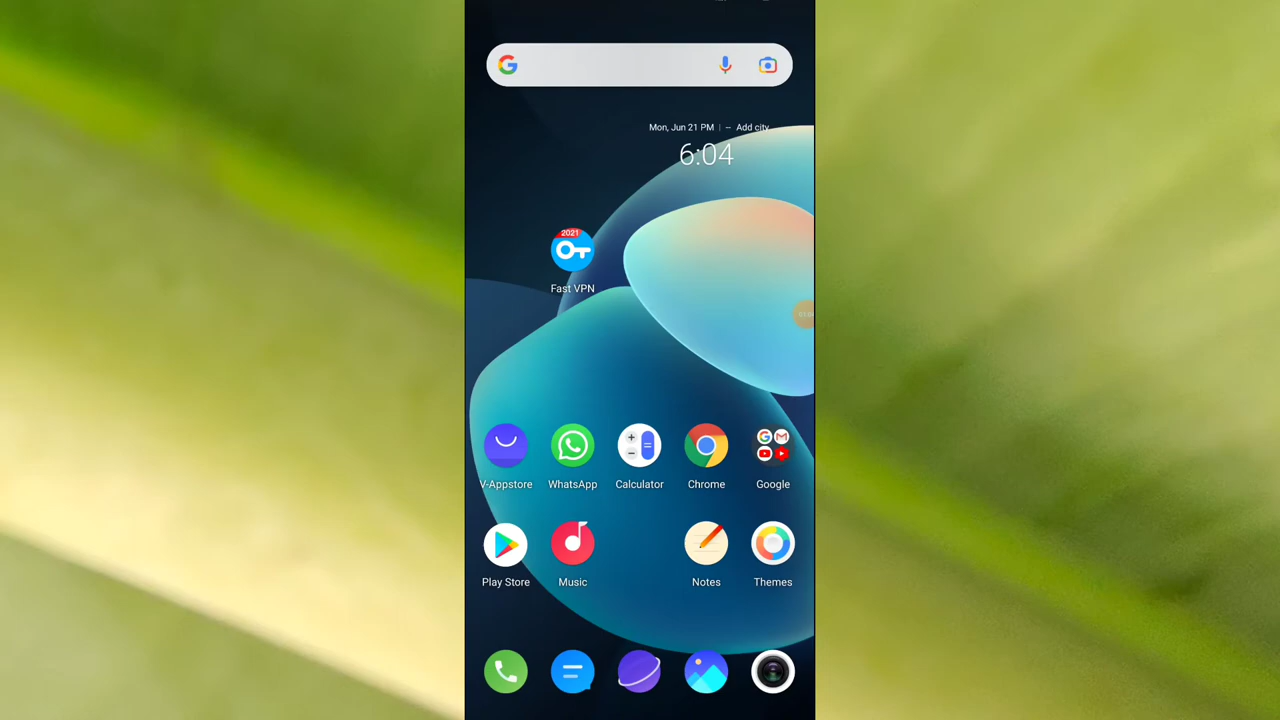 Mon, Jun 21 PM | -- Add city
6:04
2021
Fast VPN
V-Appstore
WhatsApp
Calculator
Chrome
Google
Play Store
Music
Notes
Themes